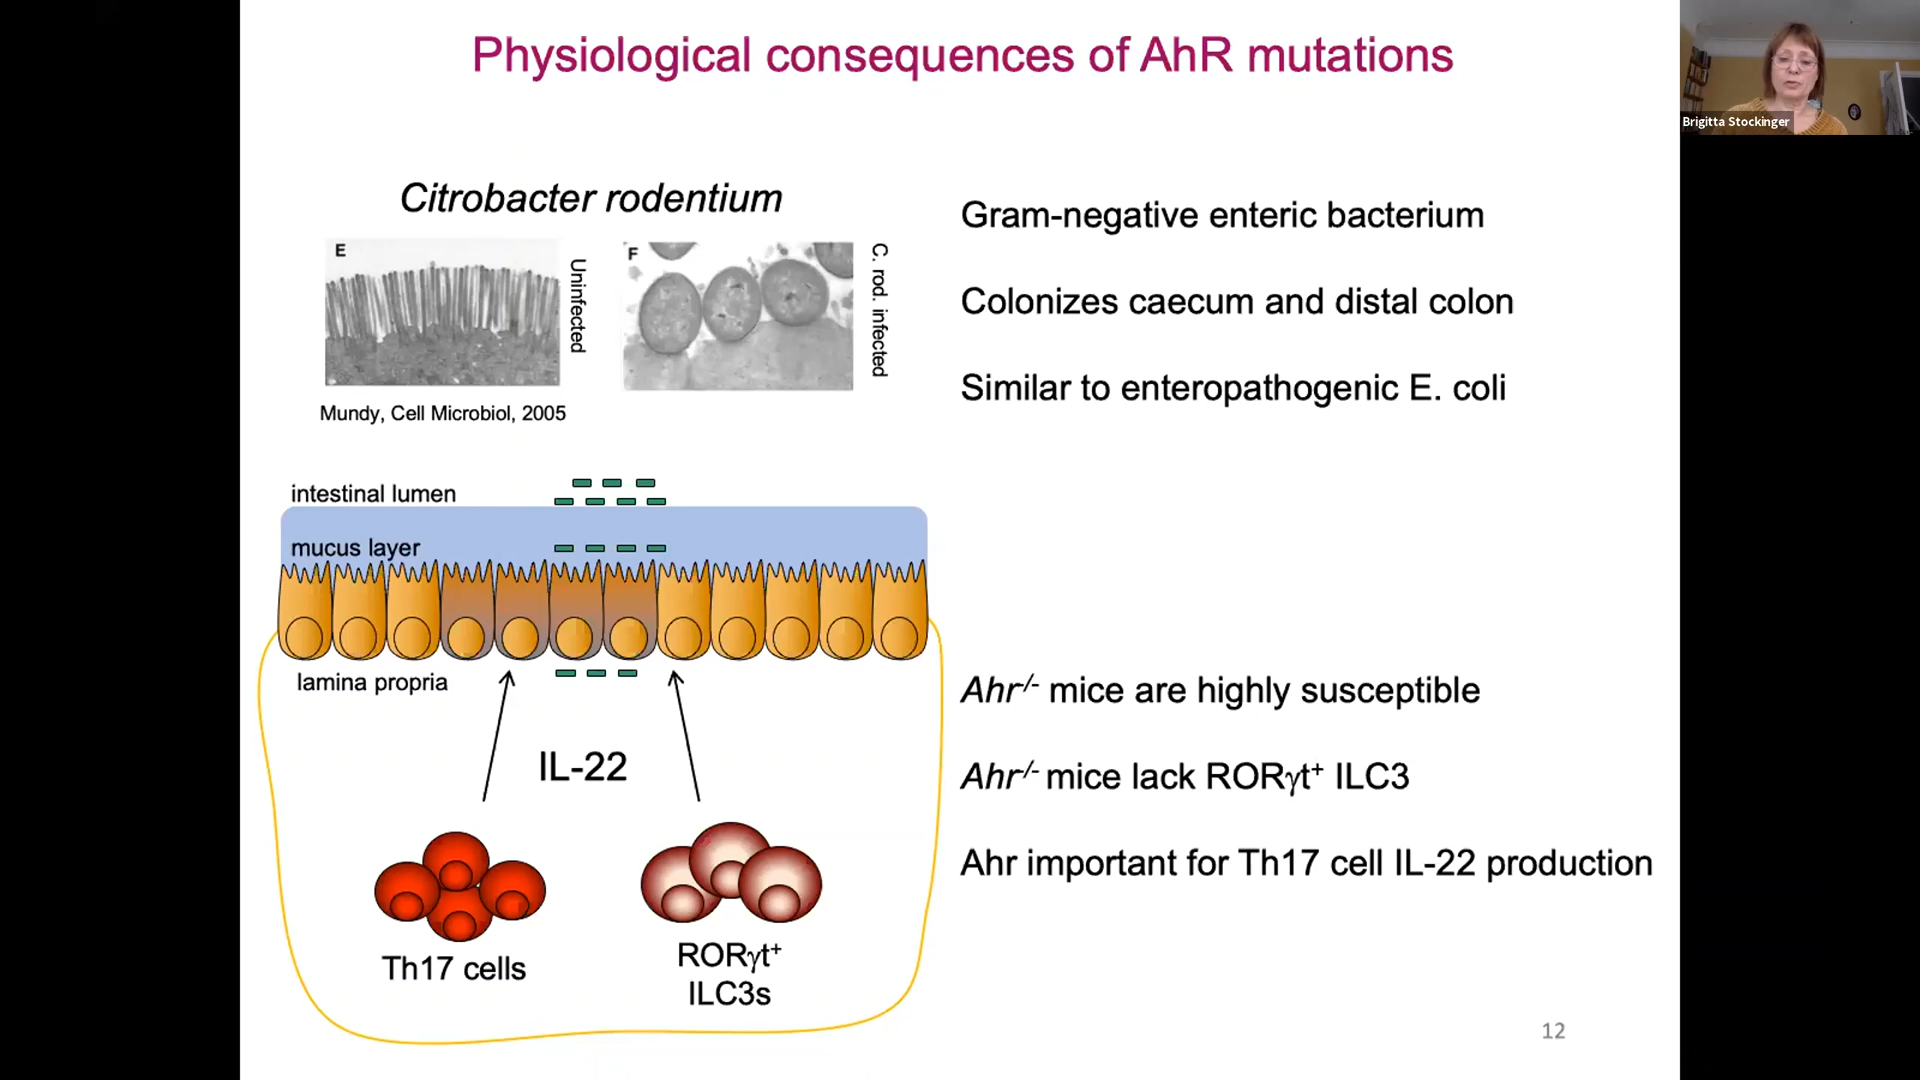 Physiological consequences of AhR mutations
Brigitta Stockinger
Citrobacter rodentium
E
Uninfected
F
C. rod. infected
Mundy, Cell Microbiol, 2005
Gram-negative enteric bacterium
Colonizes caecum and distal colon
Similar to enteropathogenic E. coli
intestinal lumen
mucus layer
lamina propria
IL-22
Th17 cells
RORγt⁺
ILC3s
Ahr⁻/⁻ mice are highly susceptible
Ahr⁻/⁻ mice lack RORγt⁺ ILC3
Ahr important for Th17 cell IL-22 production
12